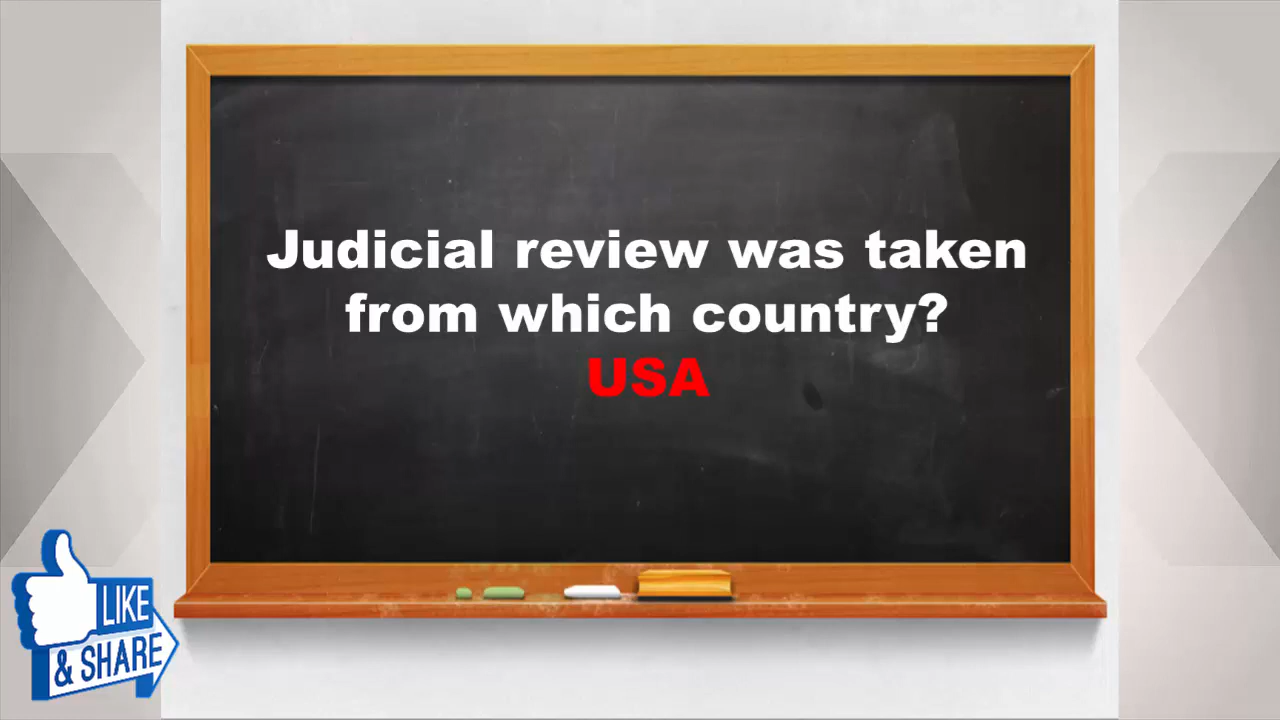 Judicial review was taken
from which country?
USA
LIKE
& SHARE